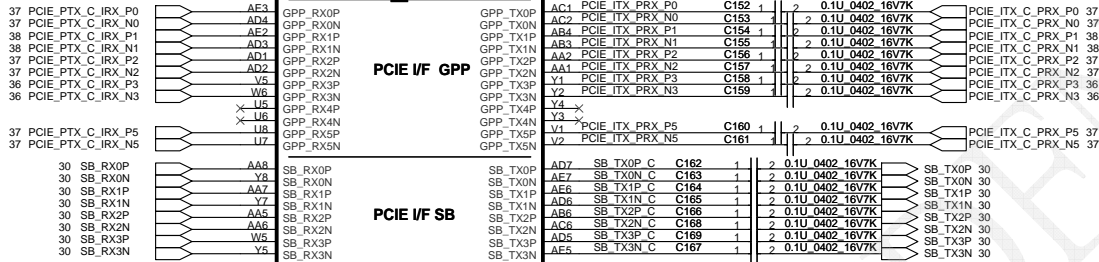 37 PCIE_PTX_C_IRX_P0 AE3 GPP_RX0P GPP_TX0P AC1 PCIE_ITX_PRX_P0 C152 1 2 0.1U_0402_16V7K PCIE_ITX_C_PRX_P0 37
37 PCIE_PTX_C_IRX_N0 AD4 GPP_RX0N GPP_TX0N AC2 PCIE_ITX_PRX_N0 C153 1 2 0.1U_0402_16V7K PCIE_ITX_C_PRX_N0 37
38 PCIE_PTX_C_IRX_P1 AE2 GPP_RX1P GPP_TX1P AB4 PCIE_ITX_PRX_P1 C154 1 2 0.1U_0402_16V7K PCIE_ITX_C_PRX_P1 38
38 PCIE_PTX_C_IRX_N1 AD3 GPP_RX1N GPP_TX1N AB3 PCIE_ITX_PRX_N1 C155 1 2 0.1U_0402_16V7K PCIE_ITX_C_PRX_N1 38
37 PCIE_PTX_C_IRX_P2 AD1 GPP_RX2P PCIE I/F GPP GPP_TX2P AA2 PCIE_ITX_PRX_P2 C156 1 2 0.1U_0402_16V7K PCIE_ITX_C_PRX_P2 37
37 PCIE_PTX_C_IRX_N2 AD2 GPP_RX2N GPP_TX2N AA1 PCIE_ITX_PRX_N2 C157 1 2 0.1U_0402_16V7K PCIE_ITX_C_PRX_N2 37
36 PCIE_PTX_C_IRX_P3 V5 GPP_RX3P GPP_TX3P Y1 PCIE_ITX_PRX_P3 C158 1 2 0.1U_0402_16V7K PCIE_ITX_C_PRX_P3 36
36 PCIE_PTX_C_IRX_N3 W6 GPP_RX3N GPP_TX3N Y2 PCIE_ITX_PRX_N3 C159 1 2 0.1U_0402_16V7K PCIE_ITX_C_PRX_N3 36
U5 GPP_RX4P GPP_TX4P Y4
U6 GPP_RX4N GPP_TX4N Y3
37 PCIE_PTX_C_IRX_P5 U8 GPP_RX5P GPP_TX5P V1 PCIE_ITX_PRX_P5 C160 1 2 0.1U_0402_16V7K PCIE_ITX_C_PRX_P5 37
37 PCIE_PTX_C_IRX_N5 U7 GPP_RX5N GPP_TX5N V2 PCIE_ITX_PRX_N5 C161 1 2 0.1U_0402_16V7K PCIE_ITX_C_PRX_N5 37
30 SB_RX0P AA8 SB_RX0P SB_TX0P AD7 SB_TX0P_C C162 1 2 0.1U_0402_16V7K SB_TX0P 30
30 SB_RX0N Y8 SB_RX0N SB_TX0N AE7 SB_TX0N_C C163 1 2 0.1U_0402_16V7K SB_TX0N 30
30 SB_RX1P AA7 SB_RX1P SB_TX1P AE6 SB_TX1P_C C164 1 2 0.1U_0402_16V7K SB_TX1P 30
30 SB_RX1N Y7 SB_RX1N SB_TX1N AD6 SB_TX1N_C C165 1 2 0.1U_0402_16V7K SB_TX1N 30
30 SB_RX2P AA5 SB_RX2P PCIE I/F SB SB_TX2P AB6 SB_TX2P_C C166 1 2 0.1U_0402_16V7K SB_TX2P 30
30 SB_RX2N AA6 SB_RX2N SB_TX2N AC6 SB_TX2N_C C168 1 2 0.1U_0402_16V7K SB_TX2N 30
30 SB_RX3P W5 SB_RX3P SB_TX3P AD5 SB_TX3P_C C169 1 2 0.1U_0402_16V7K SB_TX3P 30
30 SB_RX3N Y5 SB_RX3N SB_TX3N AE5 SB_TX3N_C C167 1 2 0.1U_0402_16V7K SB_TX3N 30